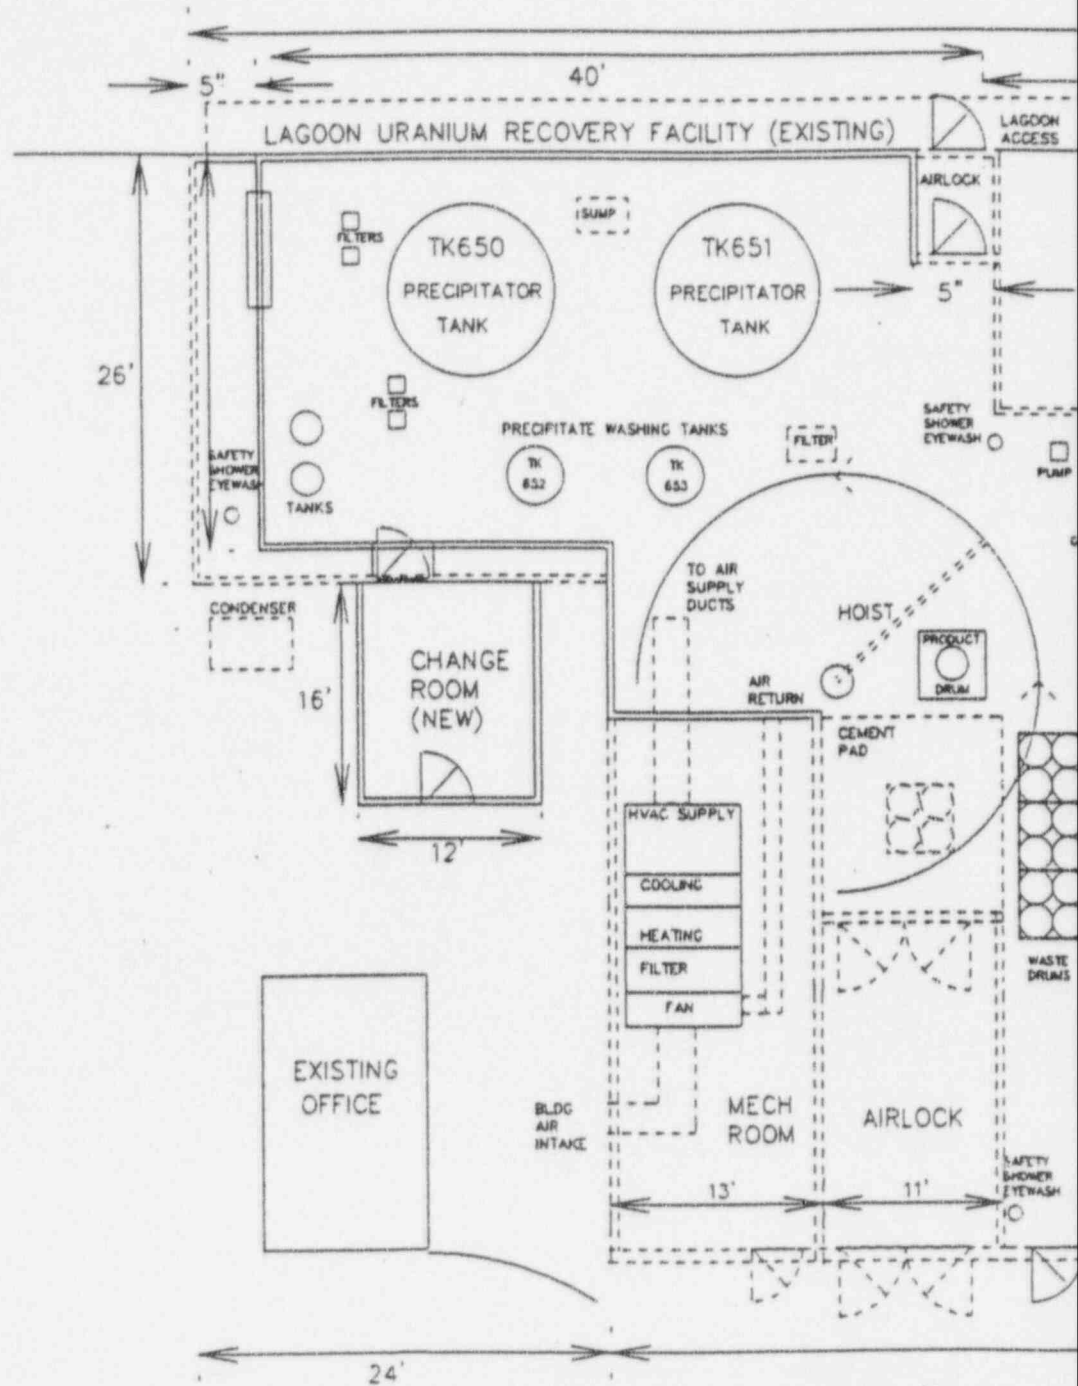 40'
5"
LAGOON URANIUM RECOVERY FACILITY (EXISTING)
LAGOON
ACCESS
AIRLOCK
SUMP
FILTERS
TK650
PRECIPITATOR
TANK
TK651
PRECIPITATOR
TANK
5"
26'
FILTERS
SAFETY
SHOWER
EYEWASH
PRECIPITATE WASHING TANKS
FILTER
PUMP
SAFETY
SHOWER
EYEWASH
TK
652
TK
653
TANKS
TO AIR
SUPPLY
DUCTS
CONDENSER
HOIST
PRODUCT
DRUM
CHANGE
ROOM
(NEW)
16'
AIR
RETURN
CEMENT
PAD
12'
HVAC SUPPLY
COOLING
HEATING
FILTER
FAN
WASTE
DRUMS
EXISTING
OFFICE
BLDG
AIR
INTAKE
MECH
ROOM
AIRLOCK
SAFETY
SHOWER
EYEWASH
13'
11'
24'